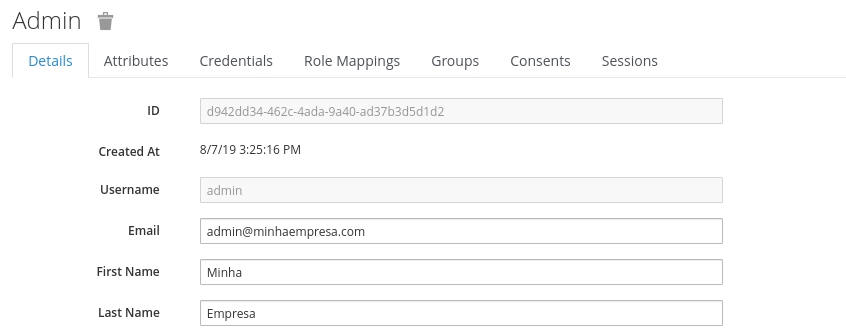 Admin
Details Attributes Credentials Role Mappings Groups Consents Sessions
ID d942dd34-462c-4ada-9a40-ad37b3d5d1d2
Created At 8/7/19 3:25:16 PM
Username admin
Email admin@minhaempresa.com
First Name Minha
Last Name Empresa